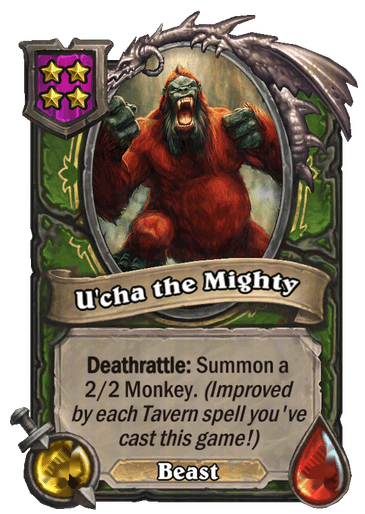 U'cha the Mighty
Deathrattle: Summon a
2/2 Monkey. (Improved
by each Tavern spell you've
cast this game!)
Beast